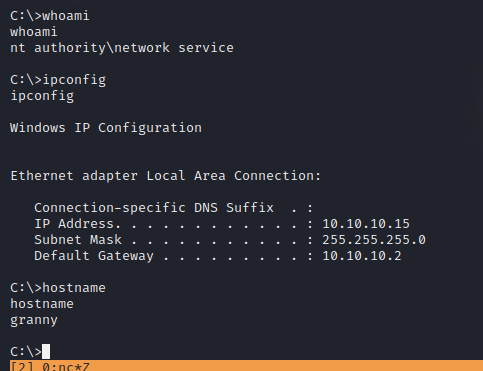 C:\>whoami
whoami
nt authority\network service
C:\>ipconfig
ipconfig
Windows IP Configuration
Ethernet adapter Local Area Connection:
Connection-specific DNS Suffix  . :
IP Address. . . . . . . . . . . . : 10.10.10.15
Subnet Mask . . . . . . . . . . . : 255.255.255.0
Default Gateway . . . . . . . . . : 10.10.10.2
C:\>hostname
hostname
granny
C:\>
[2] 0:nc*Z